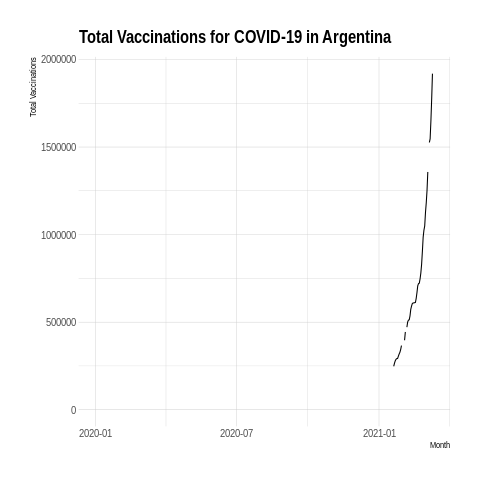 Total Vaccinations for COVID-19 in Argentina
Total Vaccinations
2000000
1500000
1000000
500000
0
2020-01
2020-07
2021-01
Month